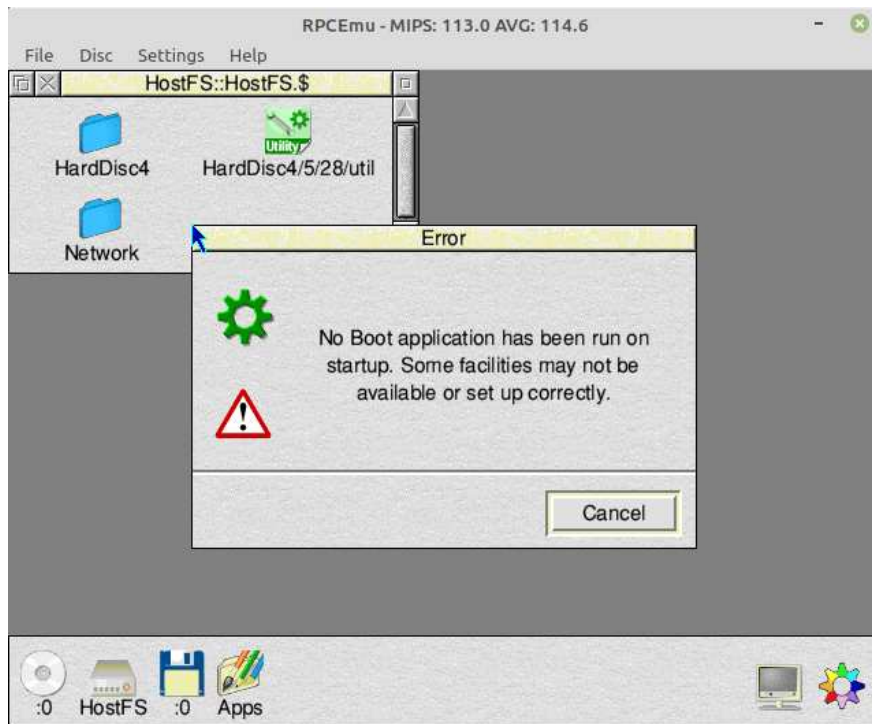 RPCEmu - MIPS: 113.0 AVG: 114.6
File Disc Settings Help
HostFS::HostFS.$
Utility
HardDisc4 HardDisc4/5/28/util
Network
Error
No Boot application has been run on
startup. Some facilities may not be
available or set up correctly.
Cancel
:0 HostFS :0 Apps